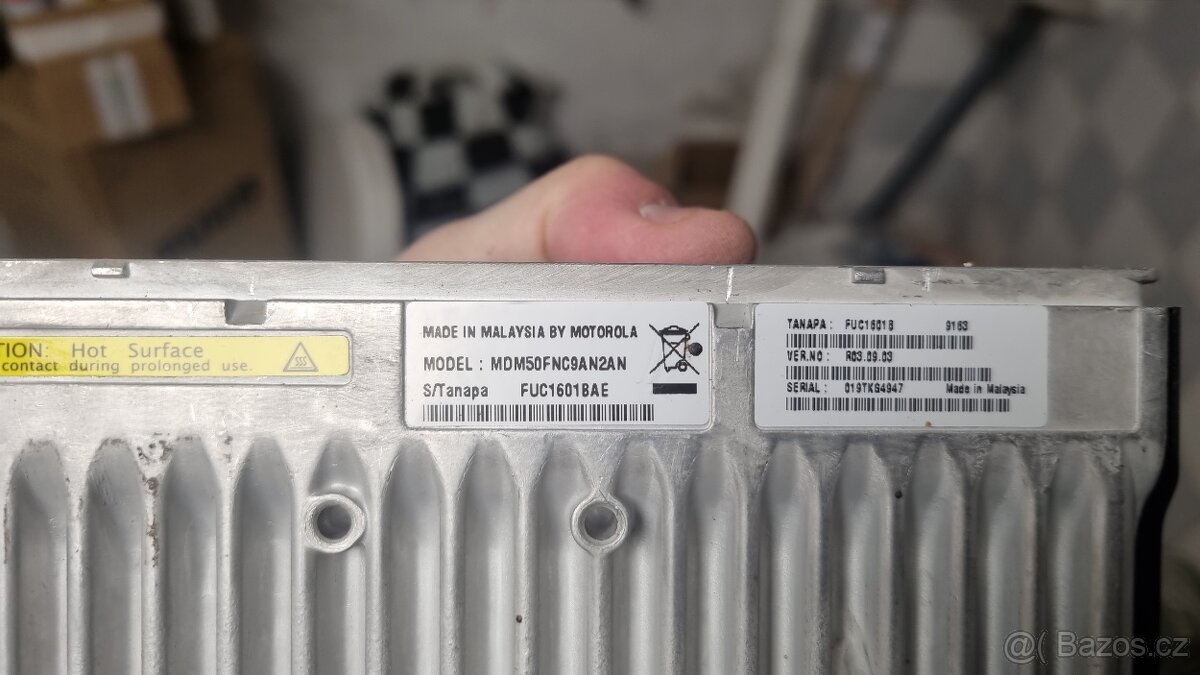 TION: Hot Surface
contact during prolonged use.
MADE IN MALAYSIA BY MOTOROLA
MODEL : MDM50FNC9AN2AN
S/Tanapa FUC1601BAE
TANAPA : FUC1601B 9163
VER.NO : R03.09.03
SERIAL : 019TKS4947 Made in Malaysia
@( Bazos.cz